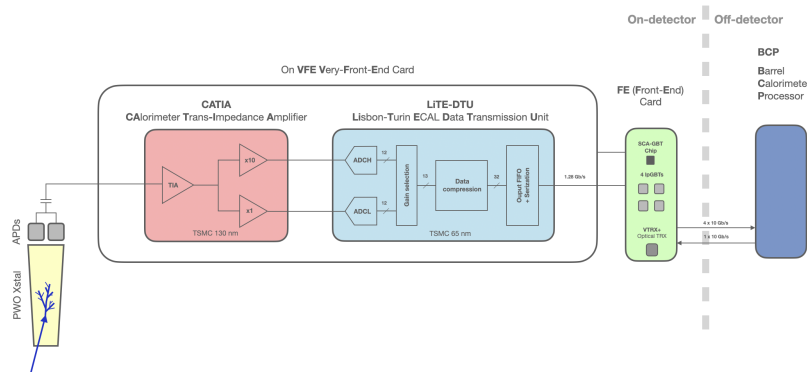 On-detector
Off-detector
BCP
Barrel
Calorimete
Processor
On VFE Very-Front-End Card
FE (Front-End)
Card
CATIA
CAlorimeter Trans-Impedance Amplifier
LiTE-DTU
Lisbon-Turin ECAL Data Transmission Unit
TIA
x10
x1
TSMC 130 nm
ADCH
12
ADCL
12
Gain selection
13
Data
compression
32
Ouput FIFO
+ Serization
TSMC 65 nm
1,28 Gb/s
SCA-GBT
Chip
4 lpGBTs
VTRX+
Optical TRX
4 x 10 Gb/s
1 x 10 Gb/s
APDs
PWO Xstal